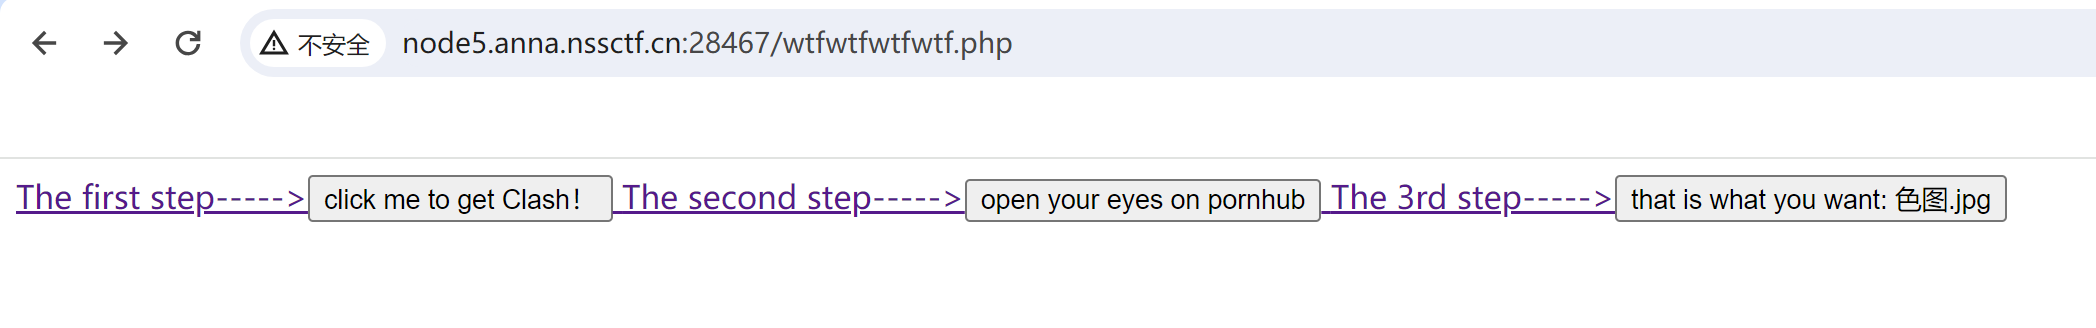 不安全 node5.anna.nssctf.cn:28467/wtfwtfwtfwtf.php
The first step-----> click me to get Clash! The second step-----> open your eyes on pornhub The 3rd step-----> that is what you want: 色图.jpg